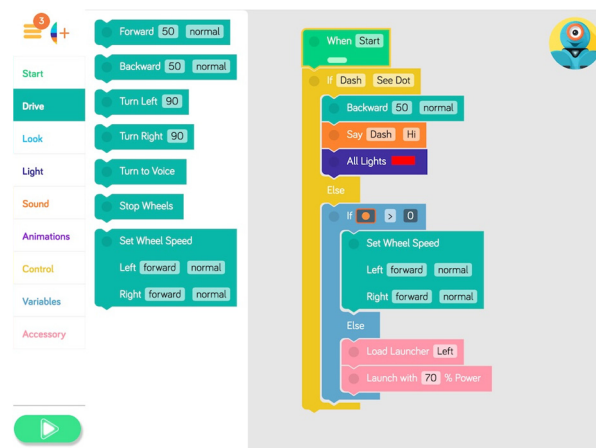 3
Start
Drive
Look
Light
Sound
Animations
Control
Variables
Accessory
Forward 50 normal
Backward 50 normal
Turn Left 90
Turn Right 90
Turn to Voice
Stop Wheels
Set Wheel Speed
Left forward normal
Right forward normal
When Start
If Dash See Dot
Backward 50 normal
Say Dash Hi
All Lights
Else
If > 0
Set Wheel Speed
Left forward normal
Right forward normal
Else
Load Launcher Left
Launch with 70 % Power